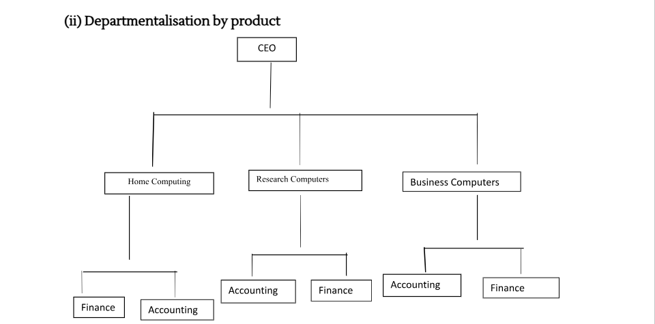 (ii) Departmentalisation by product
CEO
Home Computing
Research Computers
Business Computers
Finance
Accounting
Accounting
Finance
Accounting
Finance